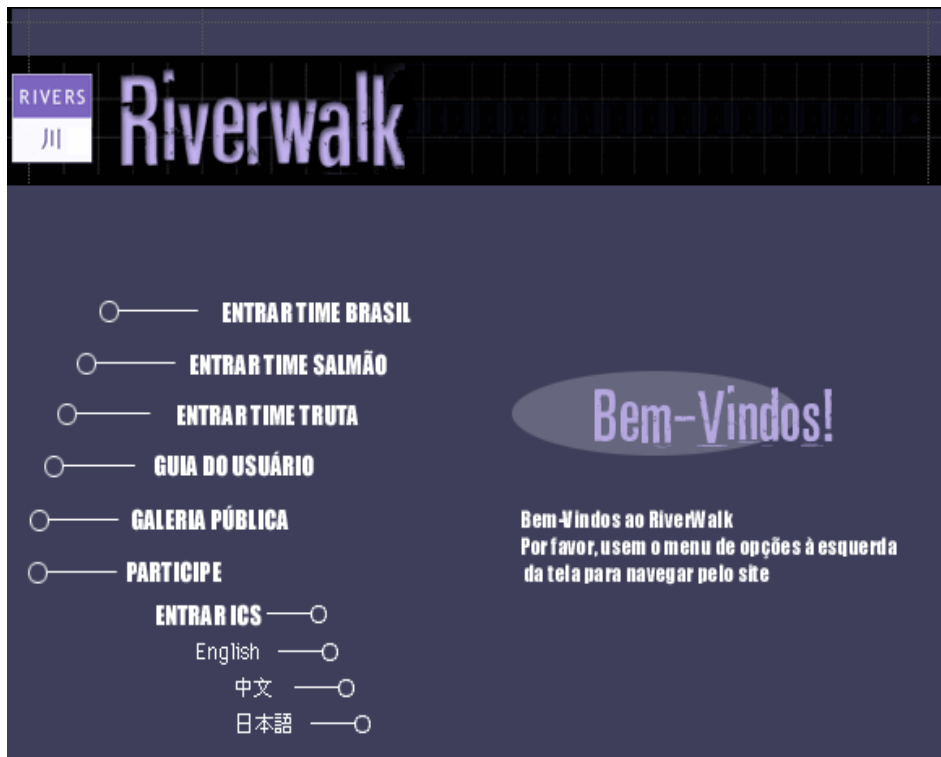 RIVERS
川
Riverwalk
ENTRAR TIME BRASIL
ENTRAR TIME SALMÃO
ENTRAR TIME TRUTA
GUIA DO USUÁRIO
GALERIA PÚBLICA
PARTICIPE
ENTRAR ICS
English
中文
日本語
Bem-Vindos!
Bem-Vindos ao RiverWalk
Por favor, usem o menu de opções à esquerda
da tela para navegar pelo site